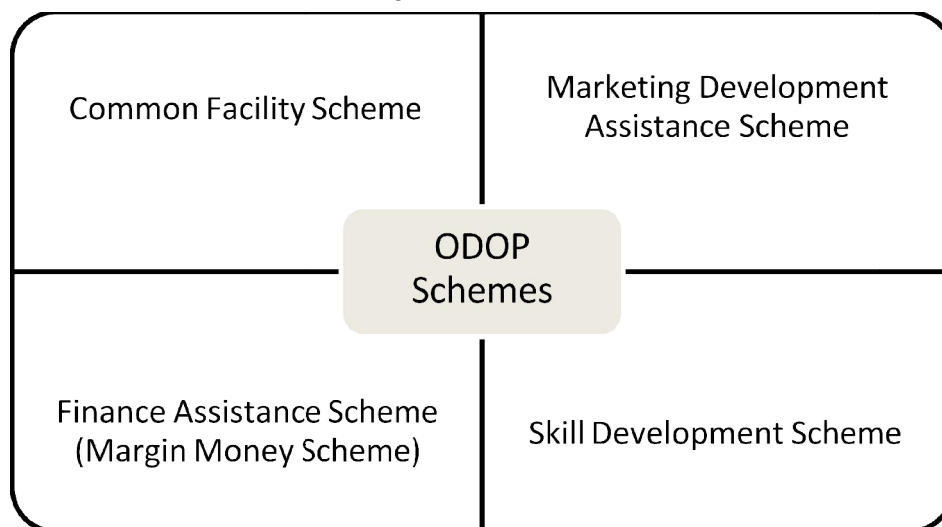 Common Facility Scheme
Marketing Development
Assistance Scheme
ODOP
Schemes
Finance Assistance Scheme
(Margin Money Scheme)
Skill Development Scheme